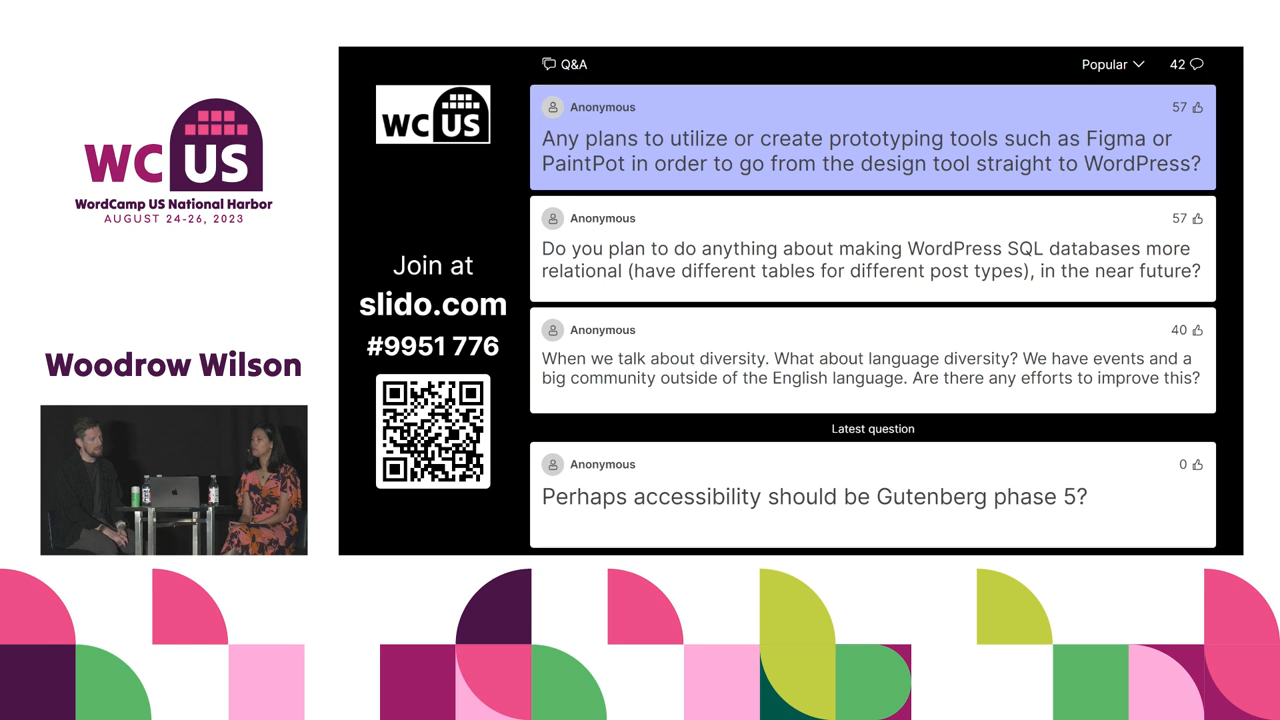 WC US
WordCamp US National Harbor
AUGUST 24-26, 2023
Woodrow Wilson
WC US
Join at
slido.com
#9951 776
Q&A
Popular
42
Anonymous
57
Any plans to utilize or create prototyping tools such as Figma or
PaintPot in order to go from the design tool straight to WordPress?
Anonymous
57
Do you plan to do anything about making WordPress SQL databases more
relational (have different tables for different post types), in the near future?
Anonymous
40
When we talk about diversity. What about language diversity? We have events and a
big community outside of the English language. Are there any efforts to improve this?
Latest question
Anonymous
0
Perhaps accessibility should be Gutenberg phase 5?